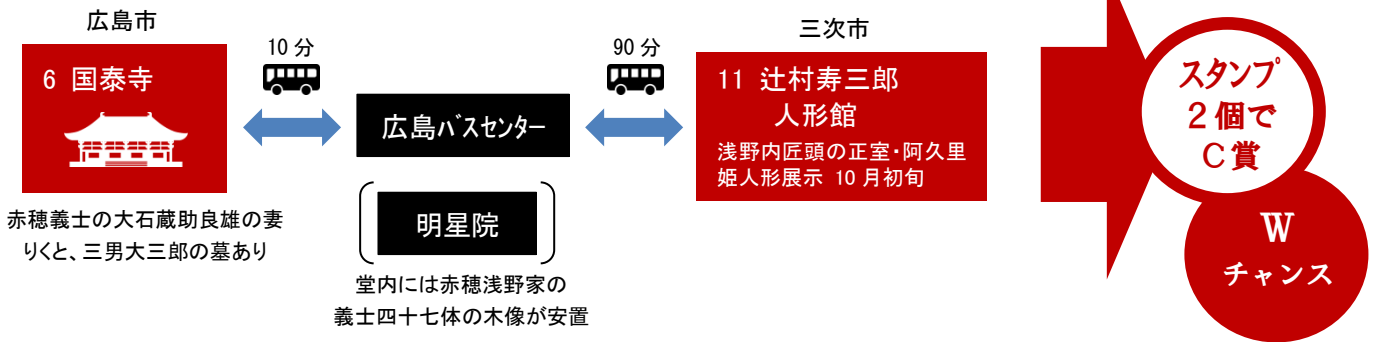 広島市
6 国泰寺
赤穂義士の大石蔵助良雄の妻
りくと、三男大三郎の墓あり
10 分
広島バスセンター
明星院
堂内には赤穂浅野家の
義士四十七体の木像が安置
90 分
三次市
11 辻村寿三郎
人形館
浅野内匠頭の正室・阿久里
姫人形展示 10 月初旬
スタンプ
2個で
C賞
W
チャンス